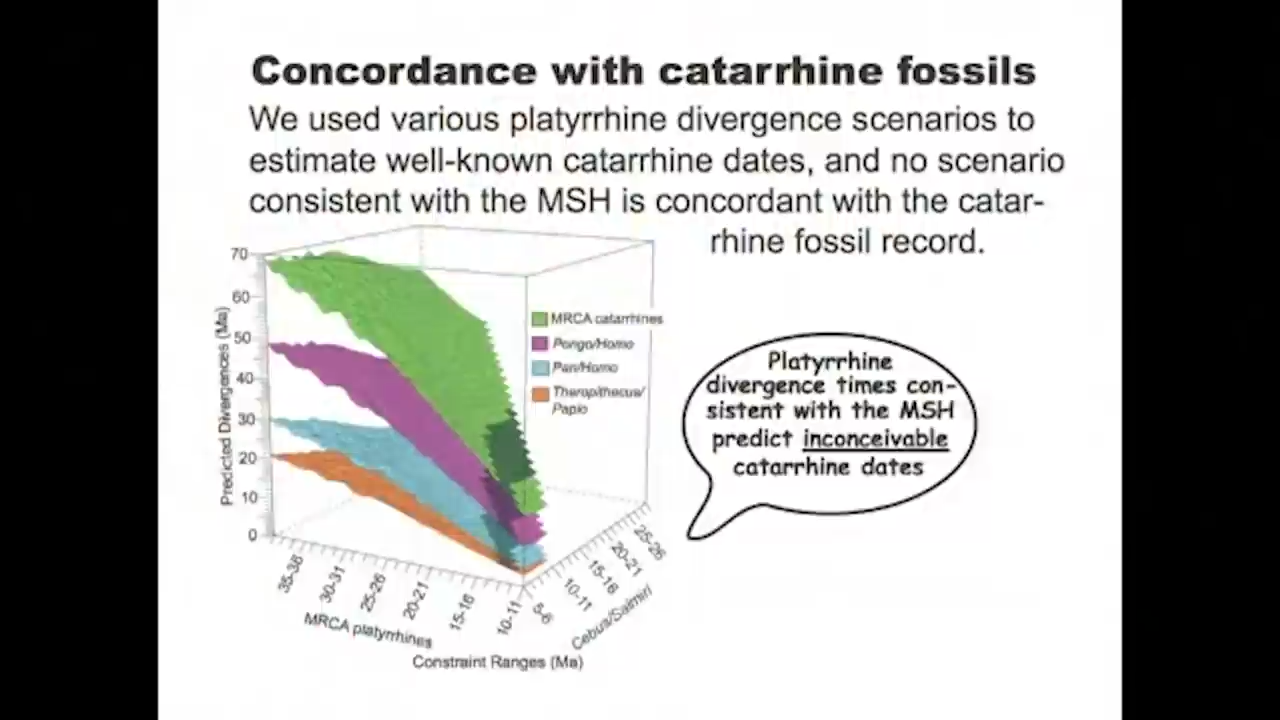 Concordance with catarrhine fossils
We used various platyrrhine divergence scenarios to
estimate well-known catarrhine dates, and no scenario
consistent with the MSH is concordant with the catar-
rhine fossil record.
70
60
50
40
30
20
10
0
Predicted Divergences (Ma)
MRCA catarrhines
Pongo/Homo
Pan/Homo
Theropithecus/
Papio
35-36
30-31
25-26
20-21
15-16
10-11
MRCA platyrrhines
5-6
10-11
15-16
20-21
25-26
Cebus/Saimiri
Constraint Ranges (Ma)
Platyrrhine
divergence times con-
sistent with the MSH
predict inconceivable
catarrhine dates